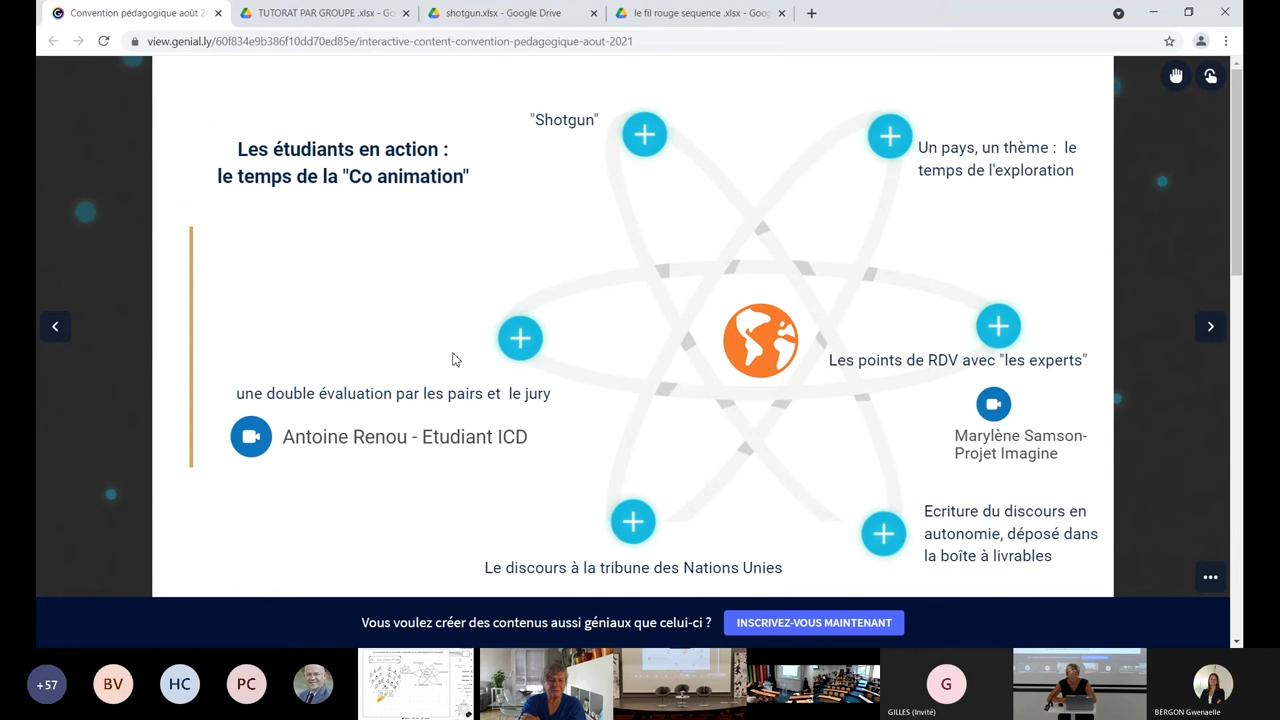 Convention pédagogique août 2
TUTORAT PAR GROUPE .xlsx - Go
shotgun.xlsx - Google Drive
le fil rouge sequence .xlsx - Goog
view.genial.ly/60f834e9b386f10dd70ed85e/interactive-content-convention-pedagogique-aout-2021
"Shotgun"
Les étudiants en action :
le temps de la "Co animation"
Un pays, un thème : le
temps de l'exploration
Les points de RDV avec "les experts"
une double évaluation par les pairs et le jury
Antoine Renou - Etudiant ICD
Marylène Samson-
Projet Imagine
Ecriture du discours en
autonomie, déposé dans
la boîte à livrables
Le discours à la tribune des Nations Unies
Vous voulez créer des contenus aussi géniaux que celui-ci ?
INSCRIVEZ-VOUS MAINTENANT
+57
BV
HC
PC
G
GILLES (Invité)
BERGON Gwenaelle